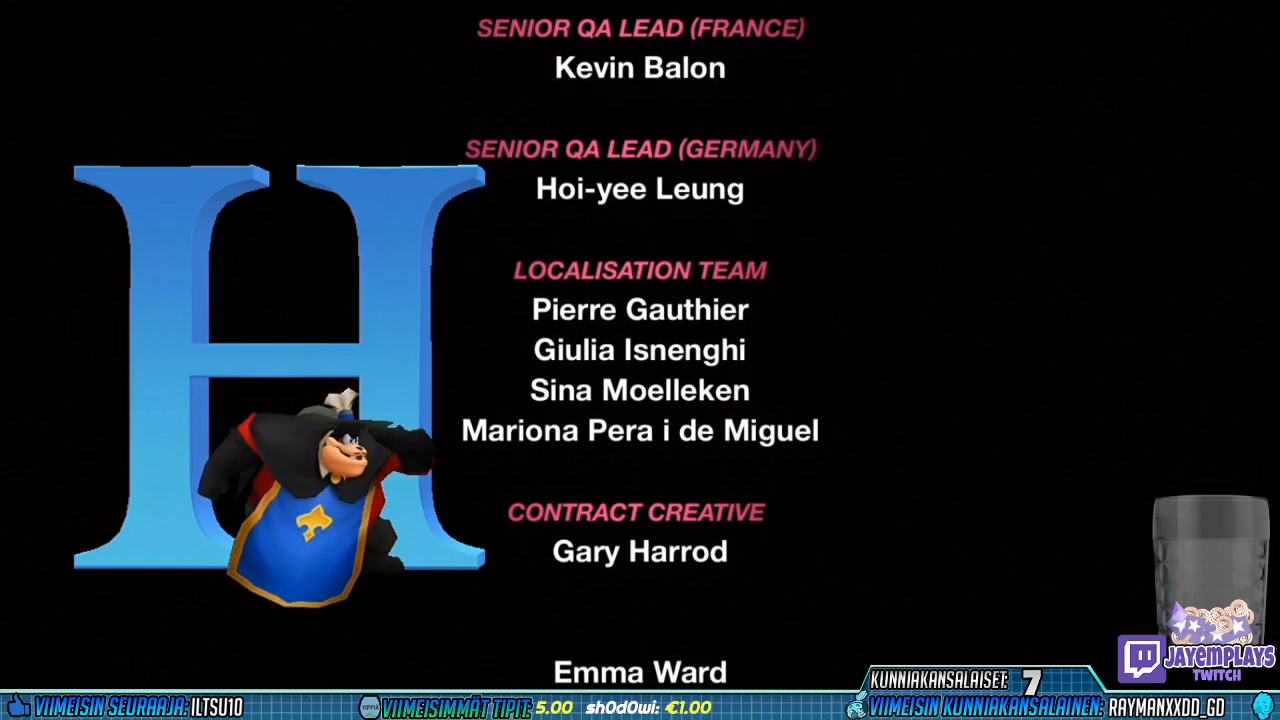 SENIOR QA LEAD (FRANCE)
Kevin Balon
SENIOR QA LEAD (GERMANY)
Hoi-yee Leung
H
LOCALISATION TEAM
Pierre Gauthier
Giulia Isnenghi
Sina Moelleken
Mariona Pera i de Miguel
CONTRACT CREATIVE
Gary Harrod
Emma Ward
JAYEMPLAYS
TWITCH
KUNNIAKANSALAISET: 7
VIIMEISIN SEURAAJA: ILTSU10
YIPPIA
VIIMEISIMMÄT TIPIT: 5.00 sh0d0wi: €1.00
VIIMEISIN KUNNIAKANSALAINEN: RAYMANXXDD_GD